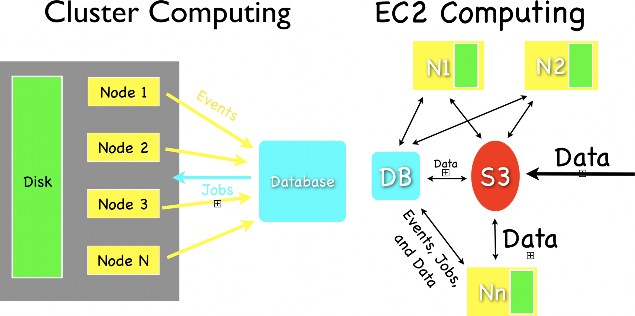 Cluster Computing
EC2 Computing
Node 1
Node 2
Node 3
Node N
Disk
Events
Jobs
Database
N1
N2
DB
Data
S3
Data
Data
Events, Jobs,
and Data
Nn